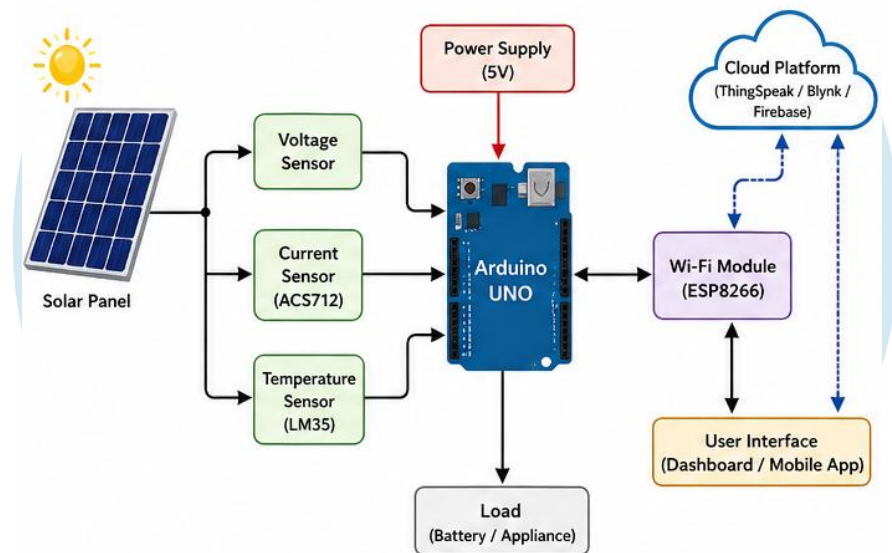 Power Supply
(5V)
Cloud Platform
(ThingSpeak / Blynk /
Firebase)
Voltage
Sensor
Current
Sensor
(ACS712)
Arduino
UNO
Wi-Fi Module
(ESP8266)
Solar Panel
Temperature
Sensor
(LM35)
User Interface
(Dashboard / Mobile App)
Load
(Battery / Appliance)